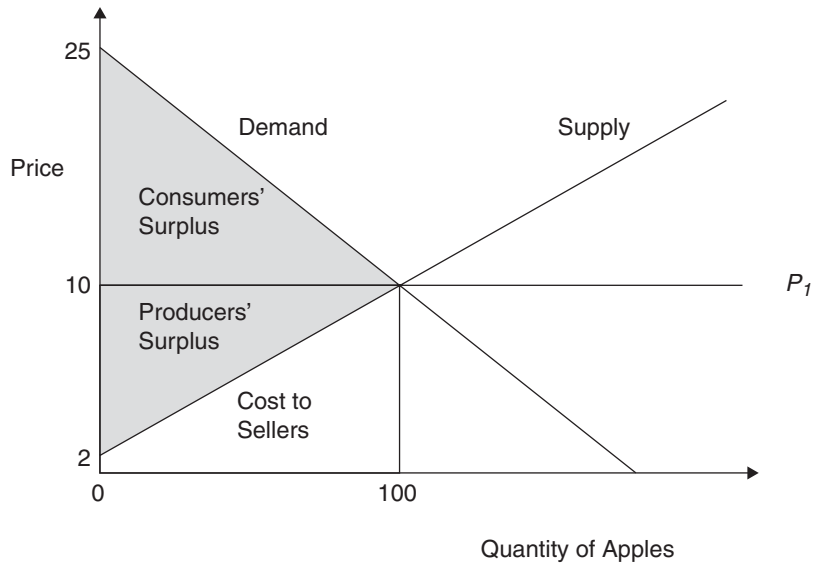 25
Demand
Supply
Price
Consumers’
Surplus
10
P1
Producers’
Surplus
Cost to
Sellers
2
0
100
Quantity of Apples